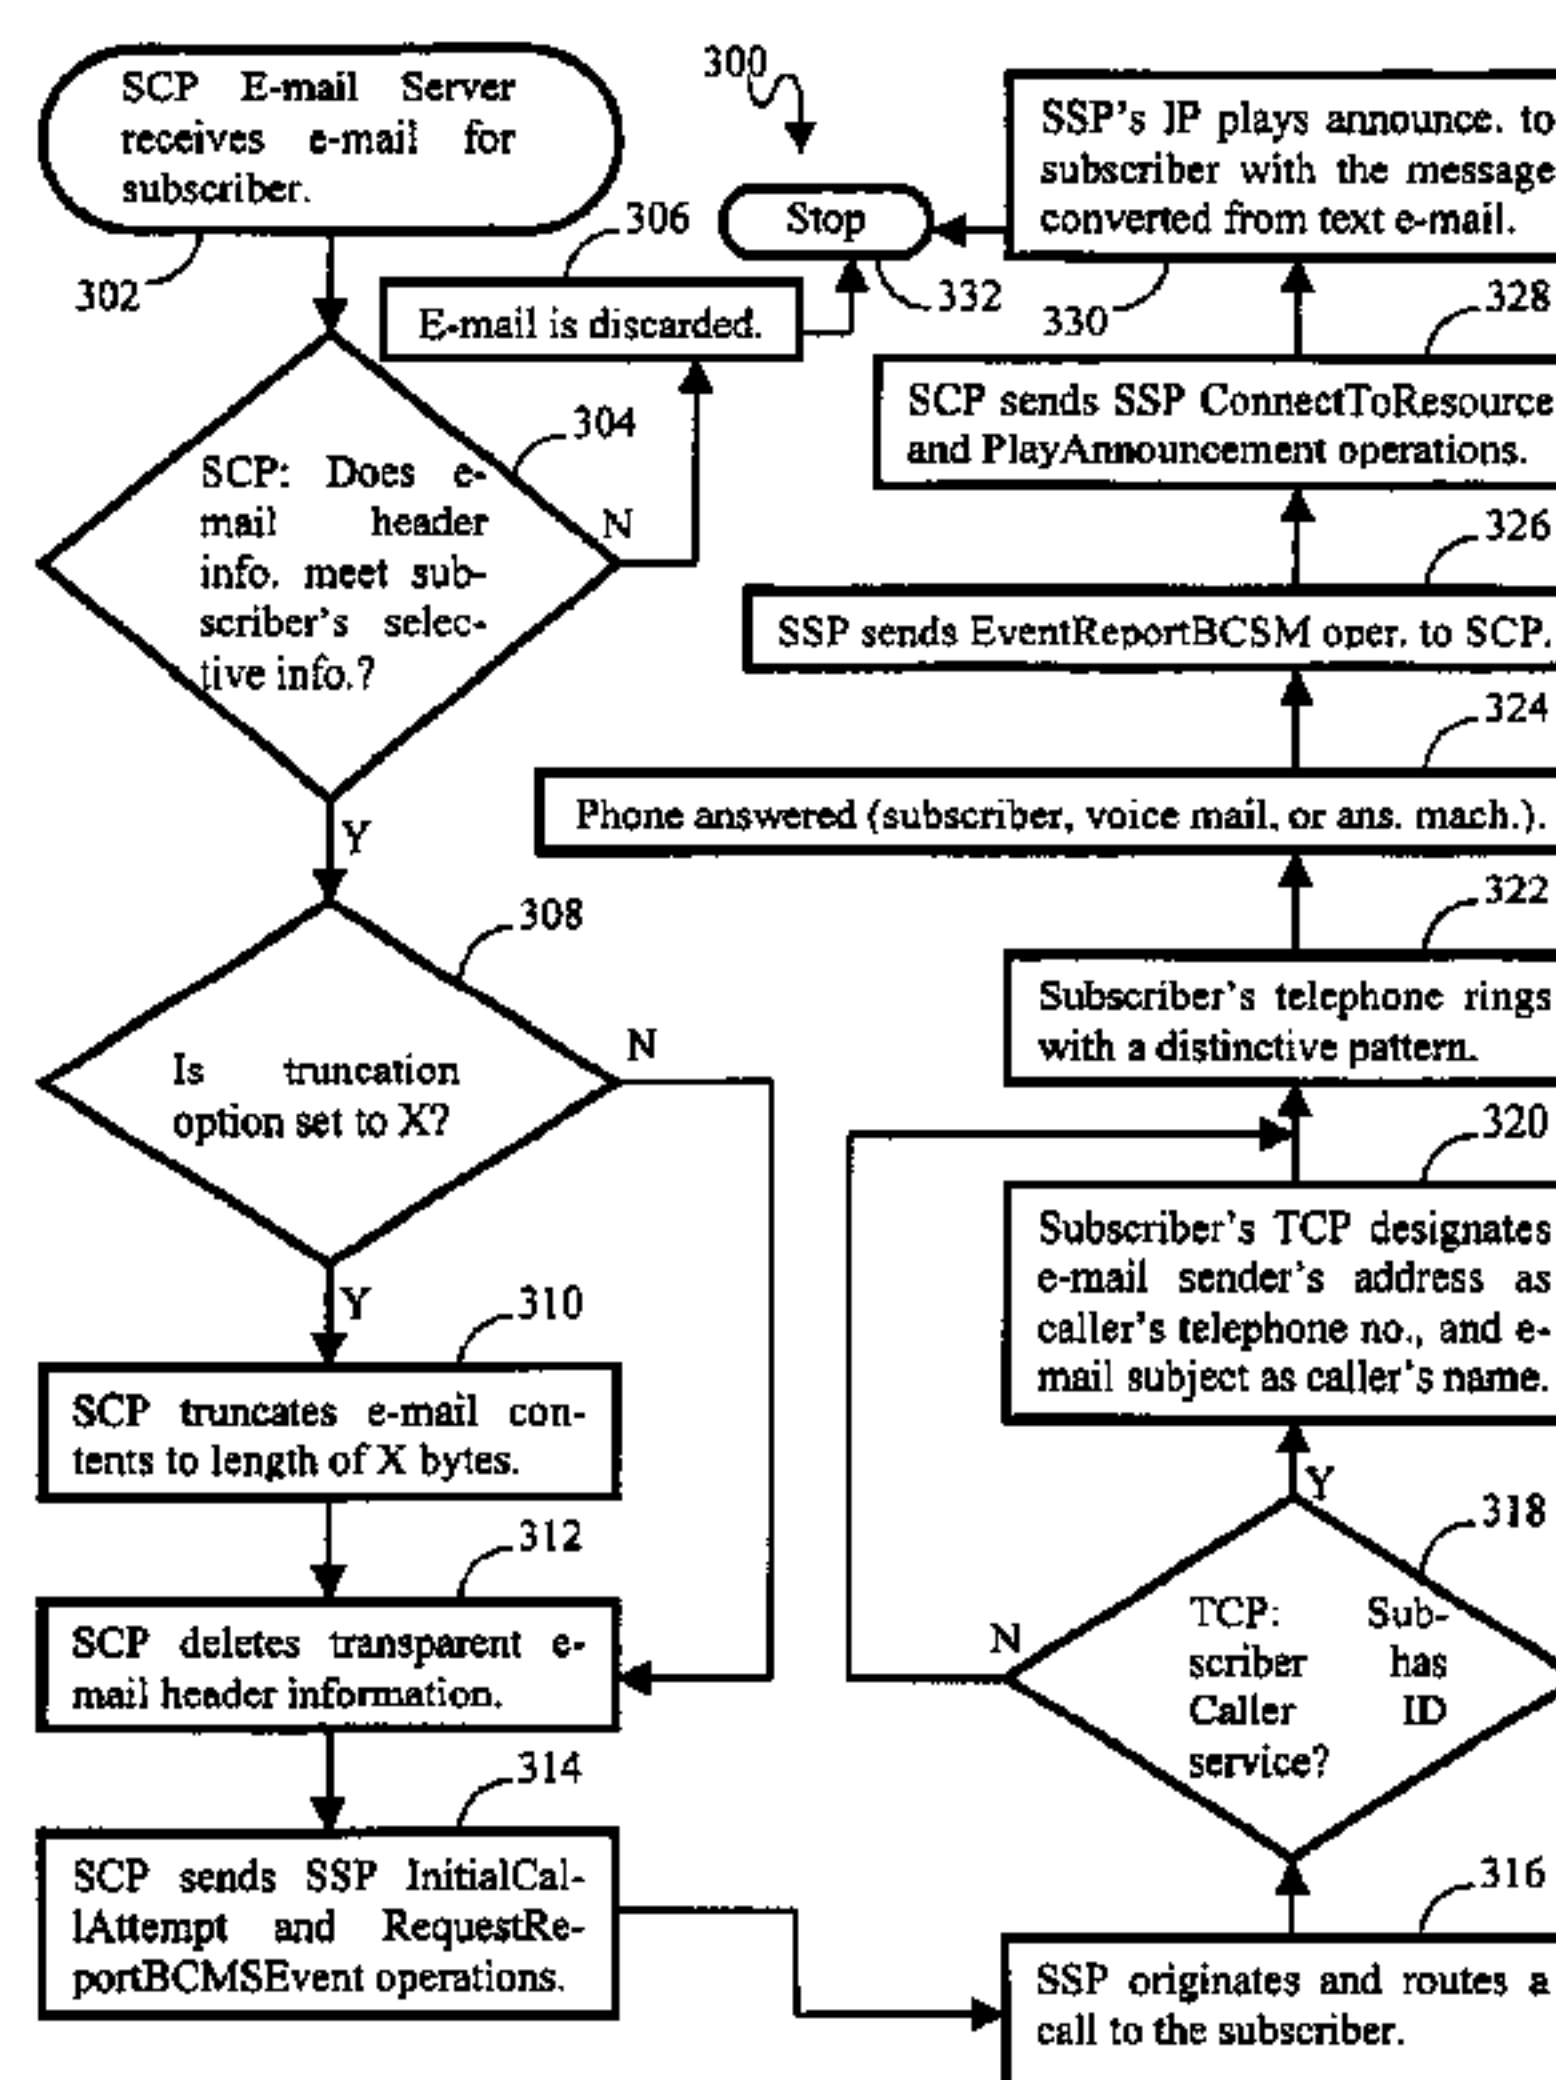 SCP E-mail Server
receives e-mail for
subscriber.
302
300
Stop
332
306
E-mail is discarded.
304
SCP: Does e-
mail header
info. meet sub-
scriber's selec-
tive info.?
N
Y
308
Is truncation
option set to X?
N
Y
310
SCP truncates e-mail con-
tents to length of X bytes.
312
SCP deletes transparent e-
mail header information.
314
SCP sends SSP InitialCal-
lAttempt and RequestRe-
portBCMSEvent operations.
316
SSP originates and routes a
call to the subscriber.
318
TCP: Sub-
scriber has
Caller ID
service?
N
Y
320
Subscriber's TCP designates
e-mail sender's address as
caller's telephone no., and e-
mail subject as caller's name.
322
Subscriber's telephone rings
with a distinctive pattern.
324
Phone answered (subscriber, voice mail, or ans. mach.).
326
SSP sends EventReportBCSM oper. to SCP.
328
SCP sends SSP ConnectToResource
and PlayAnnouncement operations.
330
SSP's IP plays announce. to
subscriber with the message
converted from text e-mail.